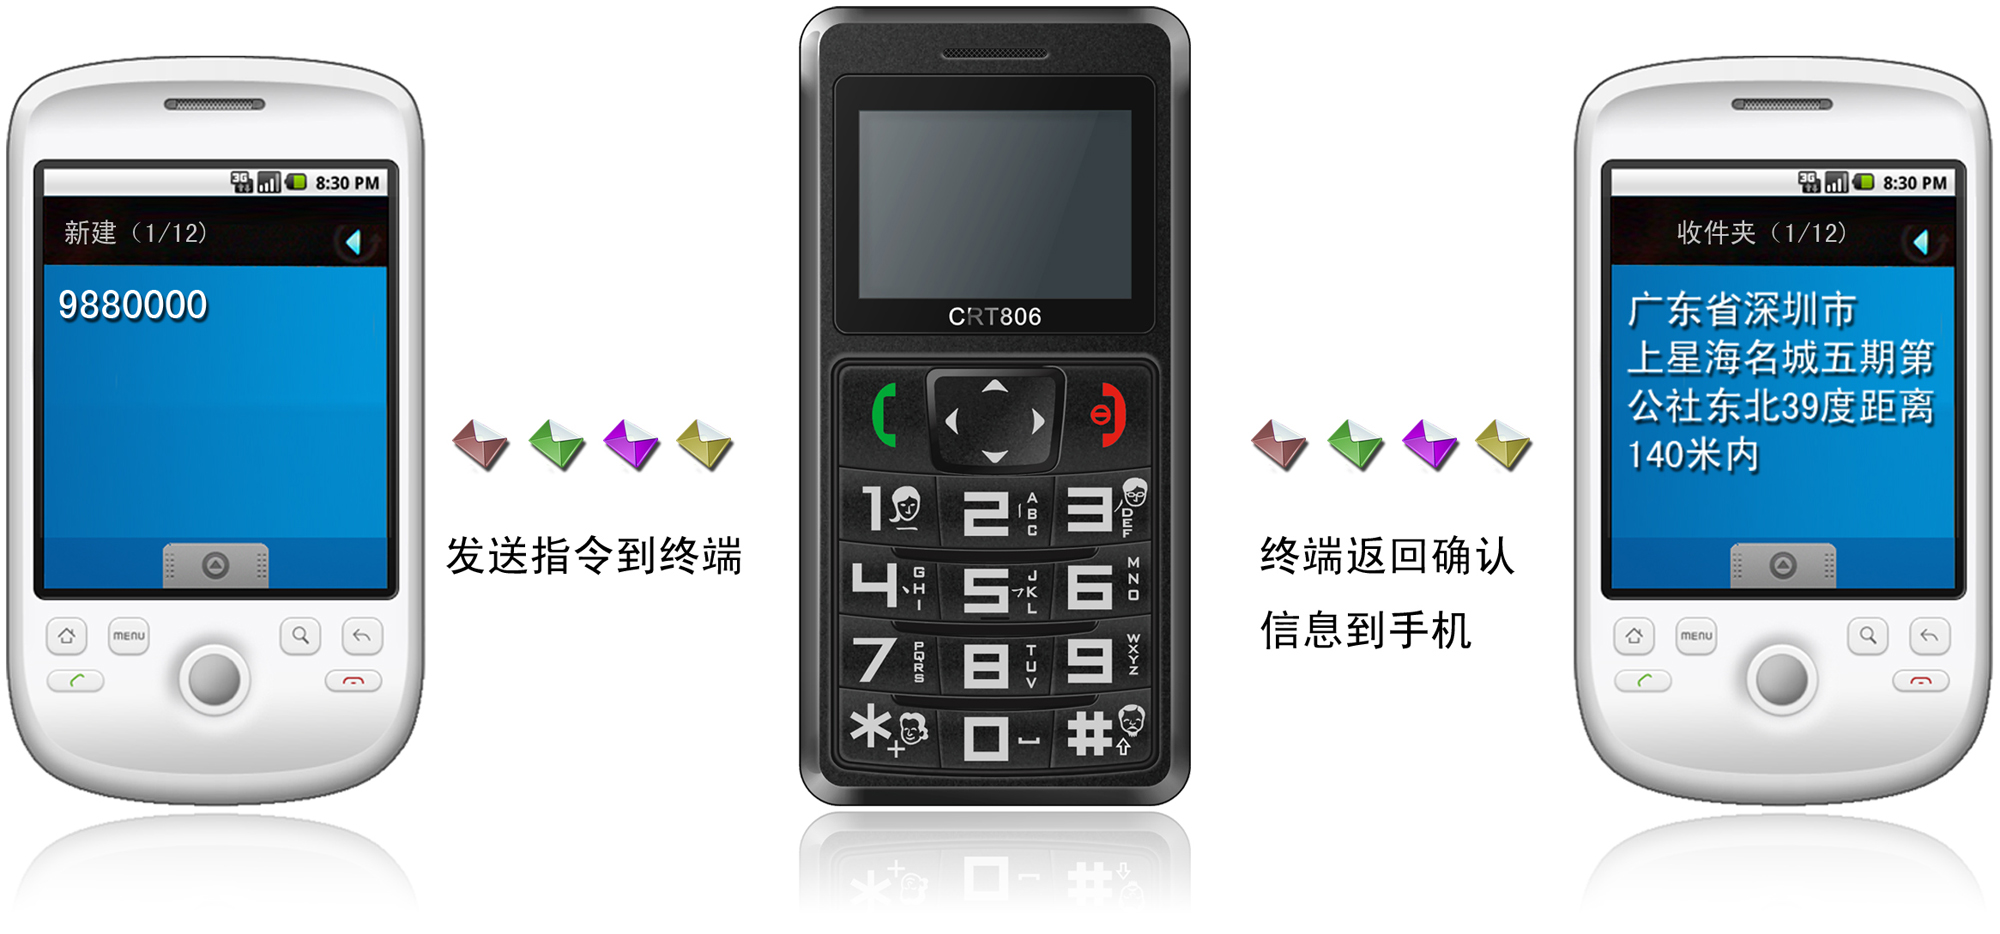 3G 8:30 PM
新建（1/12)
9880000
MENU
发送指令到终端
CRT806
1
2 ABC
3 DEF
4 GHI
5 JKL
6 MNO
7 PQRS
8 TUV
9 WXYZ
* +
0
#
终端返回确认
信息到手机
3G 8:30 PM
收件夹（1/12)
广东省深圳市
上星海名城五期第
公社东北39度距离
140米内
MENU